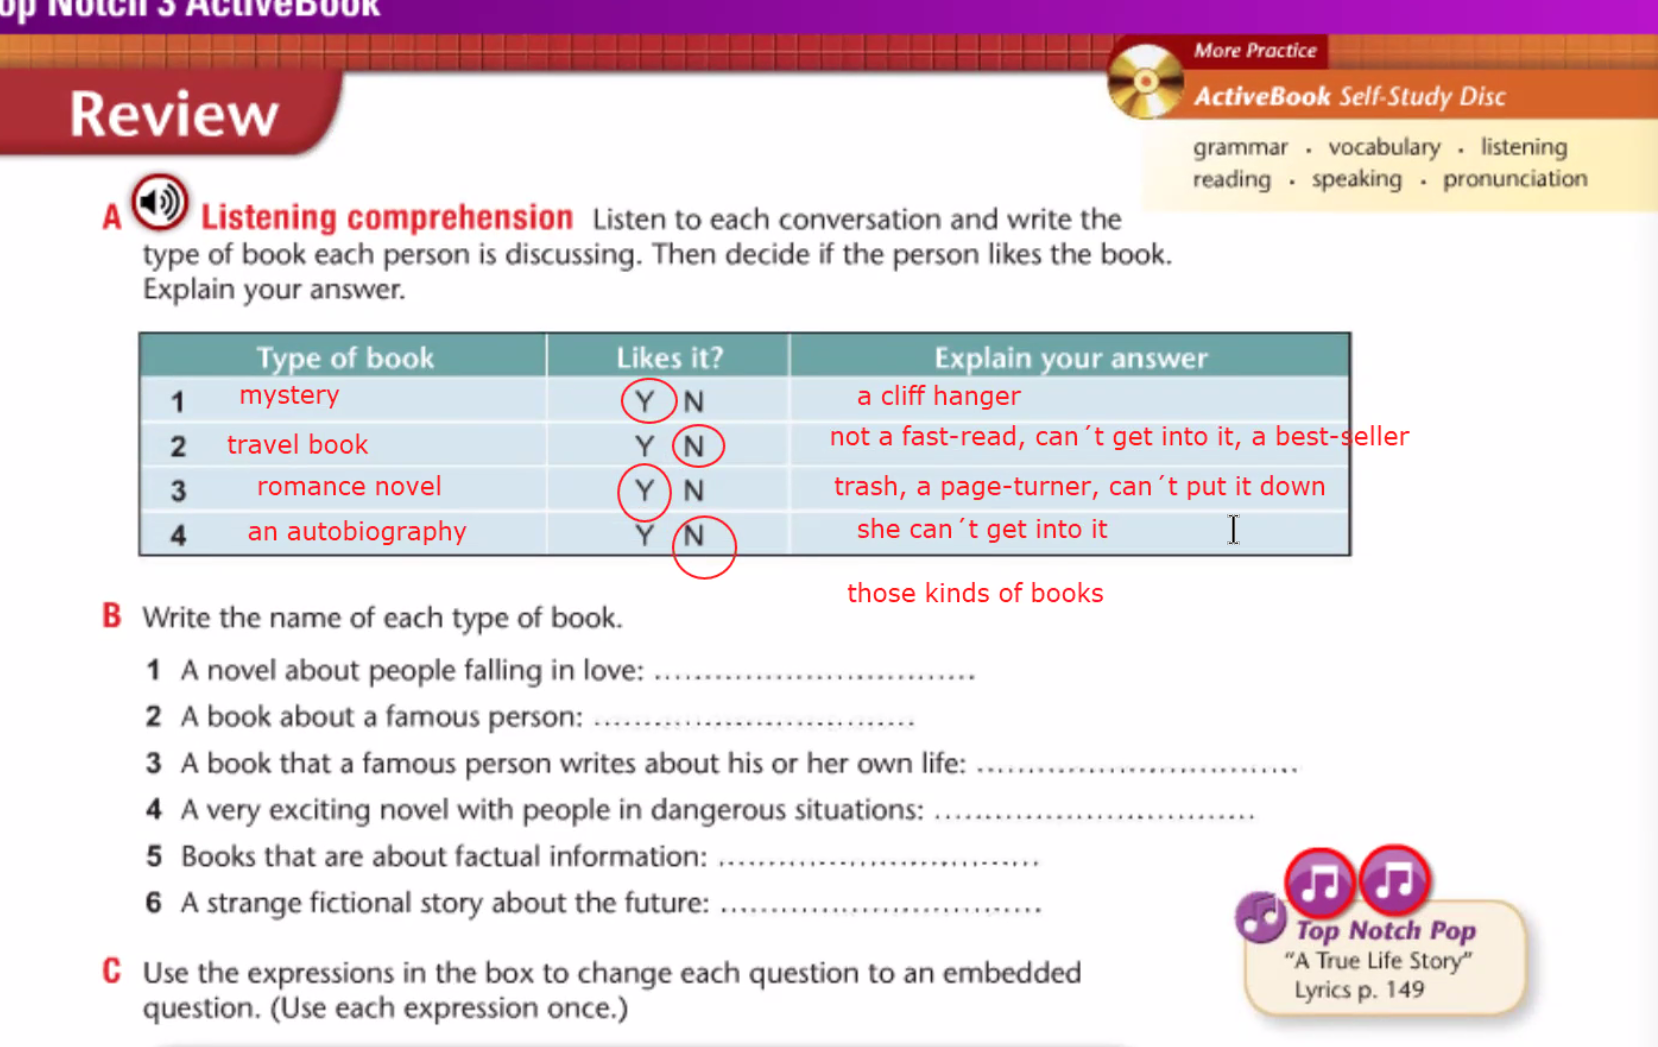 Top Notch 3 ActiveBook
More Practice
ActiveBook Self-Study Disc
grammar · vocabulary · listening
reading · speaking · pronunciation
Review
A Listening comprehension Listen to each conversation and write the
type of book each person is discussing. Then decide if the person likes the book.
Explain your answer.
Type of book Likes it? Explain your answer
1 mystery Y N a cliff hanger
2 travel book Y N not a fast-read, can´t get into it, a best-seller
3 romance novel Y N trash, a page-turner, can´t put it down
4 an autobiography Y N she can´t get into it
those kinds of books
B Write the name of each type of book.
1 A novel about people falling in love: ................................
2 A book about a famous person: ................................
3 A book that a famous person writes about his or her own life: ................................
4 A very exciting novel with people in dangerous situations: ................................
5 Books that are about factual information: ................................
6 A strange fictional story about the future: ................................
Top Notch Pop
“A True Life Story”
Lyrics p. 149
C Use the expressions in the box to change each question to an embedded
question. (Use each expression once.)